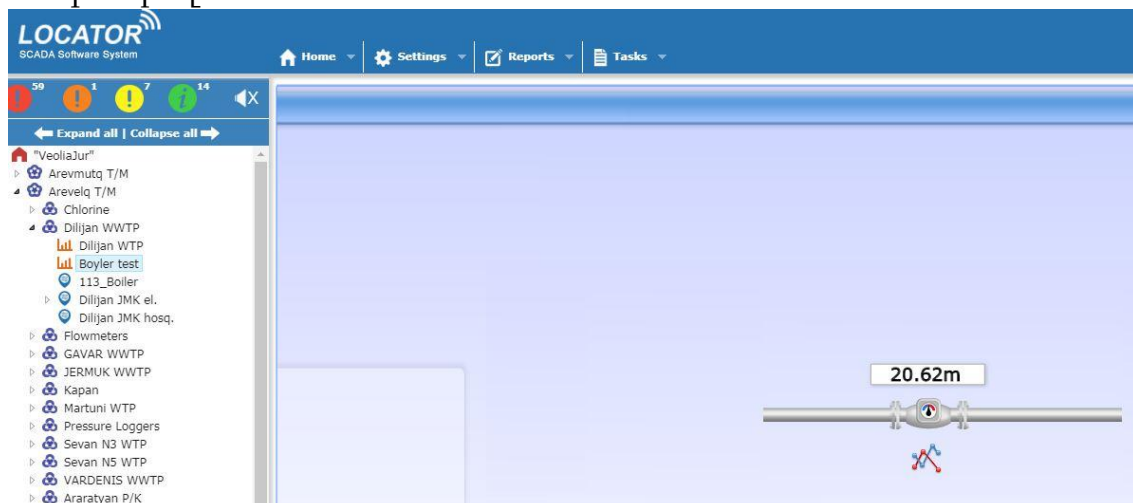 LOCATOR
SCADA Software System
Home
Settings
Reports
Tasks
59
1
7
14
Expand all | Collapse all
"VeoliaJur"
Arevmutq T/M
Arevelq T/M
Chlorine
Dilijan WWTP
Dilijan WTP
Boyler test
113_Boiler
Dilijan JMK el.
Dilijan JMK hosq.
Flowmeters
GAVAR WWTP
JERMUK WWTP
Kapan
Martuni WTP
Pressure Loggers
Sevan N3 WTP
Sevan N5 WTP
VARDENIS WWTP
Araratyan P/K
20.62m